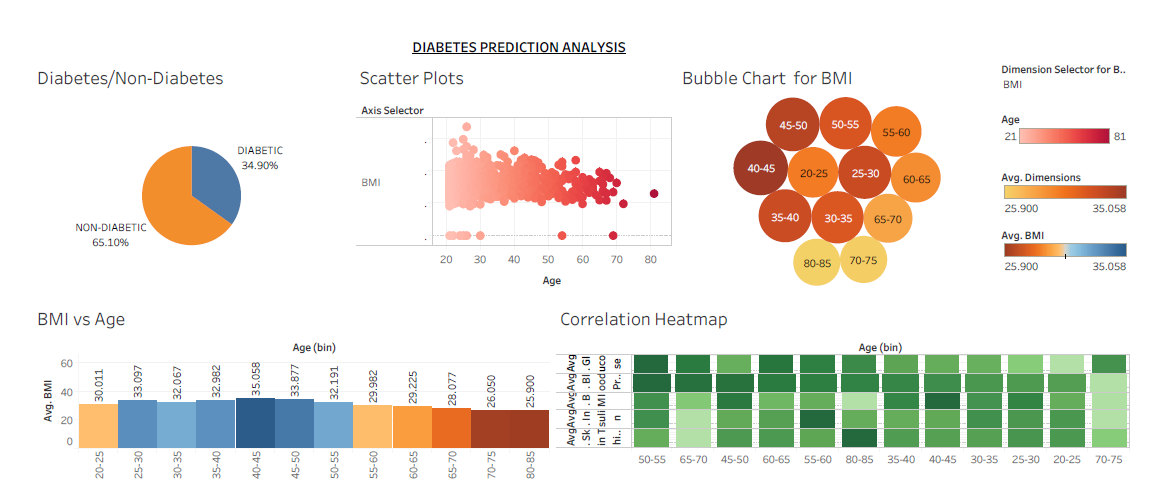 DIABETES PREDICTION ANALYSIS
Diabetes/Non-Diabetes
DIABETIC
34.90%
NON-DIABETIC
65.10%
Scatter Plots
Axis Selector
BMI
20 30 40 50 60 70 80
Age
Bubble Chart for BMI
45-50 50-55 55-60
40-45 20-25 25-30 60-65
35-40 30-35 65-70
80-85 70-75
Dimension Selector for B..
BMI
Age
21 81
Avg. Dimensions
25.900 35.058
Avg. BMI
25.900 35.058
BMI vs Age
Age (bin)
Avg. BMI
60
40
20
0
30.011 33.097 32.067 32.982 35.058 33.877 32.191 29.982 29.225 28.077 26.050 25.900
20-25 25-30 30-35 35-40 40-45 45-50 50-55 55-60 60-65 65-70 70-75 80-85
Correlation Heatmap
Age (bin)
50-55 65-70 45-50 60-65 55-60 80-85 35-40 40-45 30-35 25-30 20-25 70-75